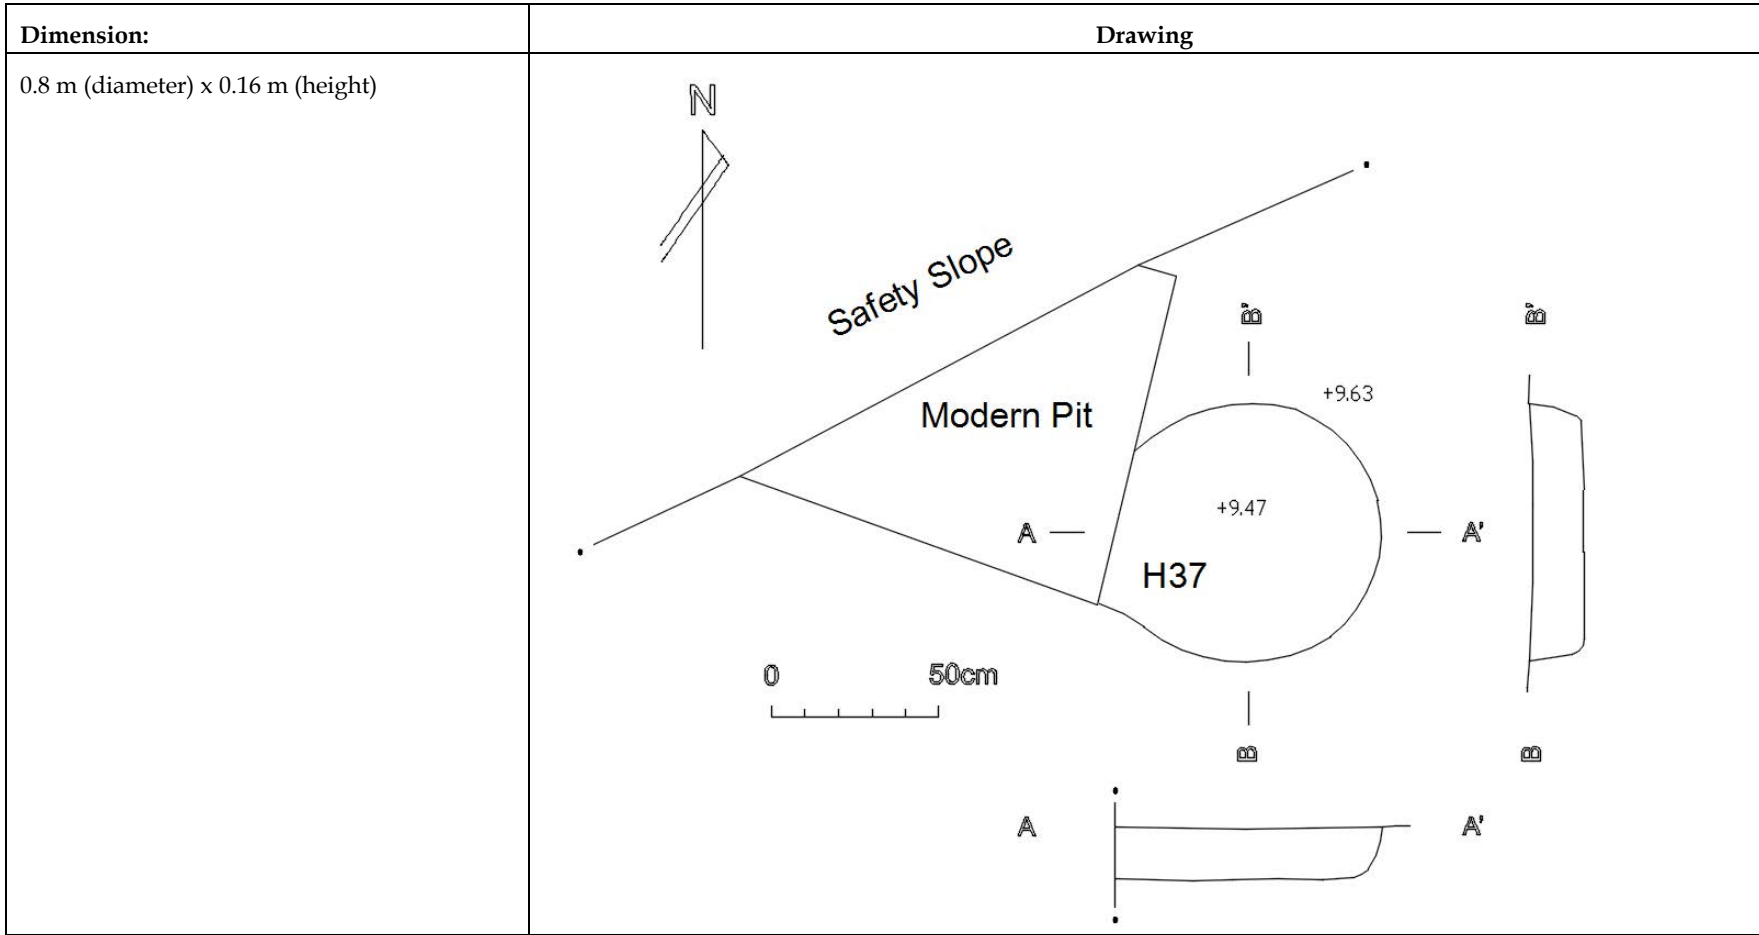 Dimension:
Drawing
0.8 m (diameter) x 0.16 m (height)
N
Safety Slope
B'
B'
+9.63
Modern Pit
+9.47
A
A'
H37
0
50cm
B
B
A
A'